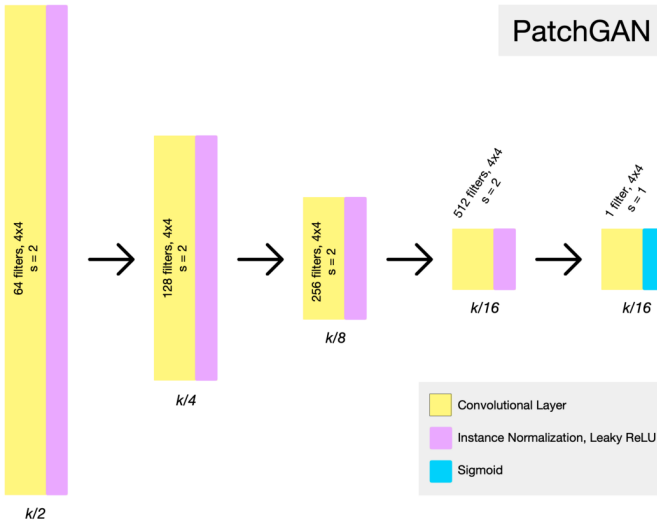 PatchGAN
64 filters, 4x4
s = 2
k/2
128 filters, 4x4
s = 2
k/4
256 filters, 4x4
s = 2
k/8
512 filters, 4x4
s = 2
k/16
1 filter, 4x4
s = 1
k/16
Convolutional Layer
Instance Normalization, Leaky ReLU
Sigmoid